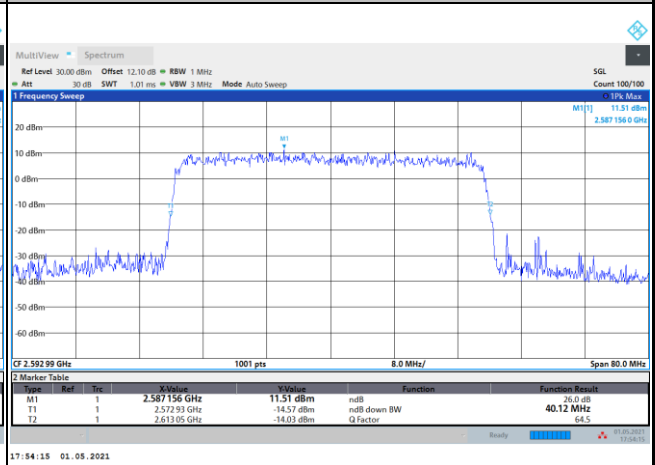 MultiView Spectrum
Ref Level 30.00 dBm Offset 12.10 dB RBW 1 MHz SGL
Att 30 dB SWT 1.01 ms VBW 3 MHz Mode Auto Sweep Count 100/100
1 Frequency Sweep 1Pk Max
M1[1] 11.51 dBm
2.587 156 0 GHz
20 dBm
M1
10 dBm
0 dBm
-10 dBm
T1 T2
-20 dBm
-30 dBm
-40 dBm
-50 dBm
-60 dBm
CF 2.592 99 GHz 1001 pts 8.0 MHz/ Span 80.0 MHz
2 Marker Table
Type Ref Trc X-Value Y-Value Function Function Result
M1 1 2.587 156 GHz 11.51 dBm ndB 26.0 dB
T1 1 2.572 93 GHz -14.57 dBm ndB down BW 40.12 MHz
T2 1 2.613 05 GHz -14.03 dBm Q Factor 64.5
Ready 01.05.2021
17:54:15
17:54:15 01.05.2021